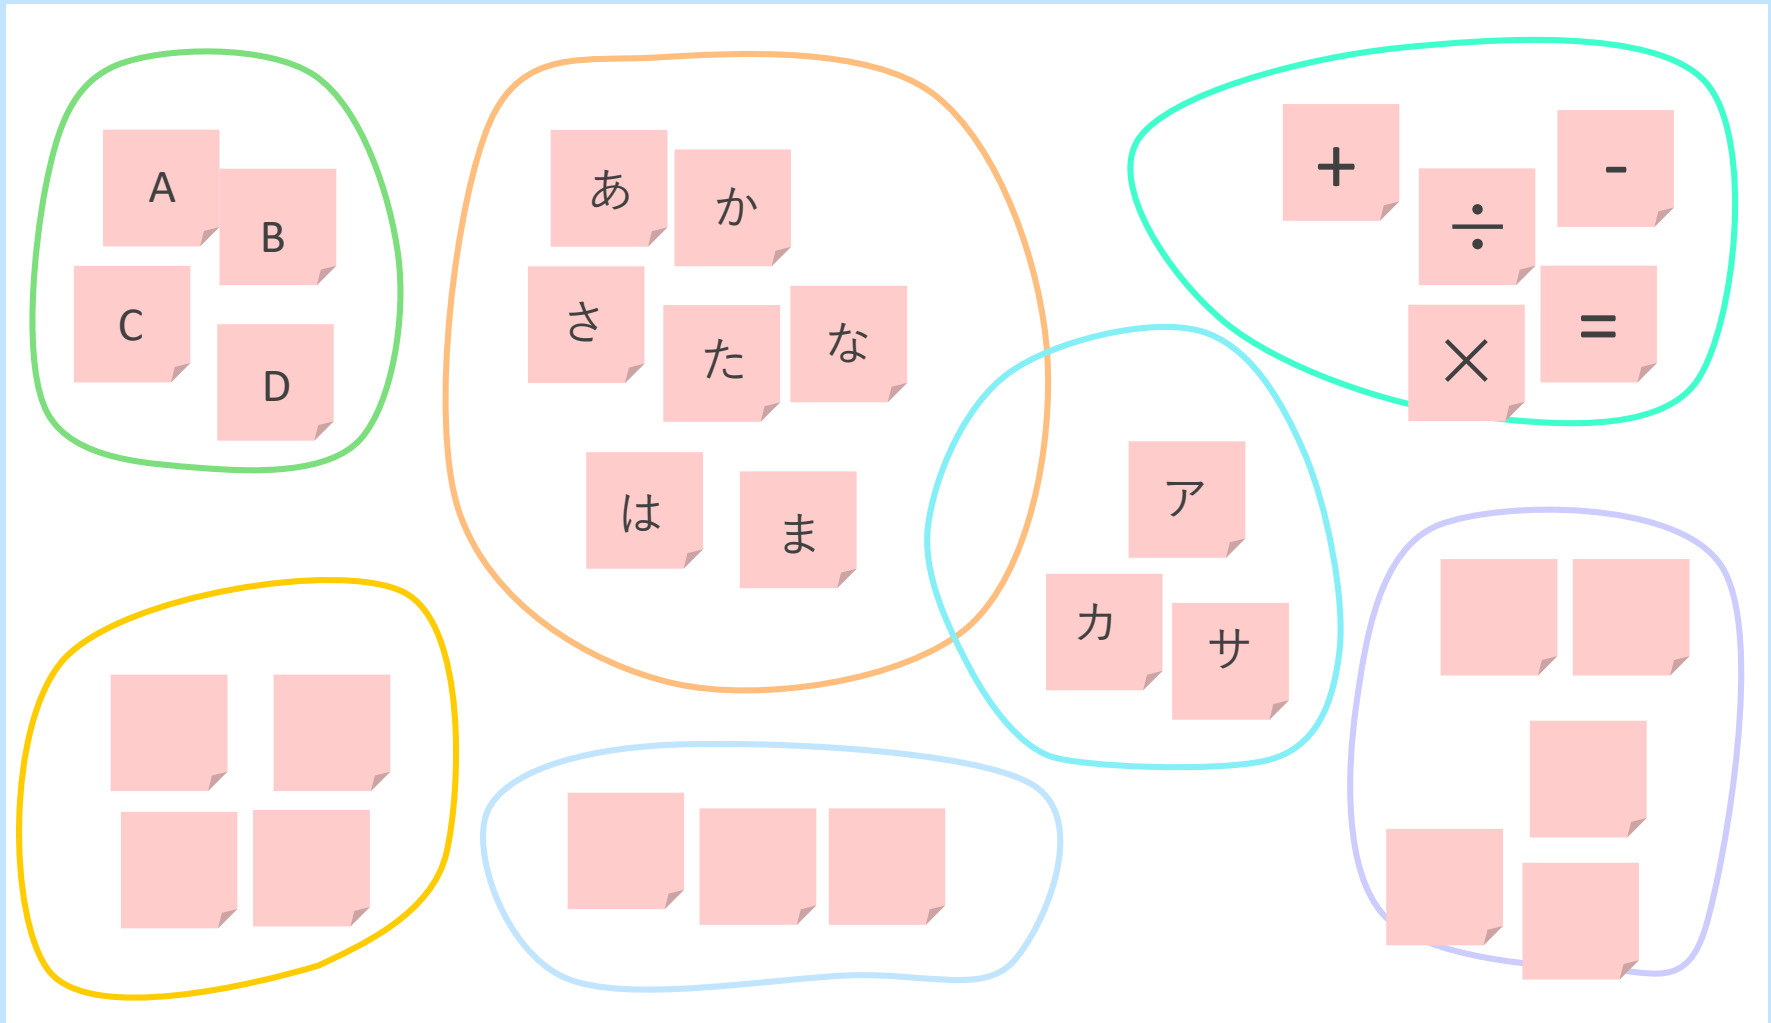 A
B
C
D
あ
か
さ
た
な
は
ま
ア
カ
サ
+
÷
-
×
=